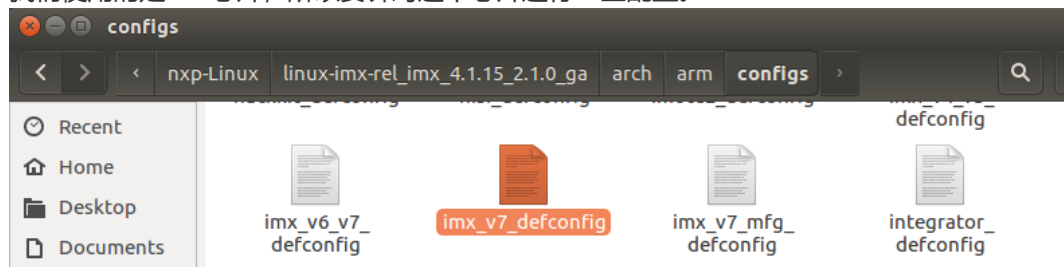 configs
nxp-Linux linux-imx-rel_imx_4.1.15_2.1.0_ga arch arm configs
defconfig
Recent
Home
Desktop
Documents
imx_v6_v7_
defconfig
imx_v7_defconfig
imx_v7_mfg_
defconfig
integrator_
defconfig